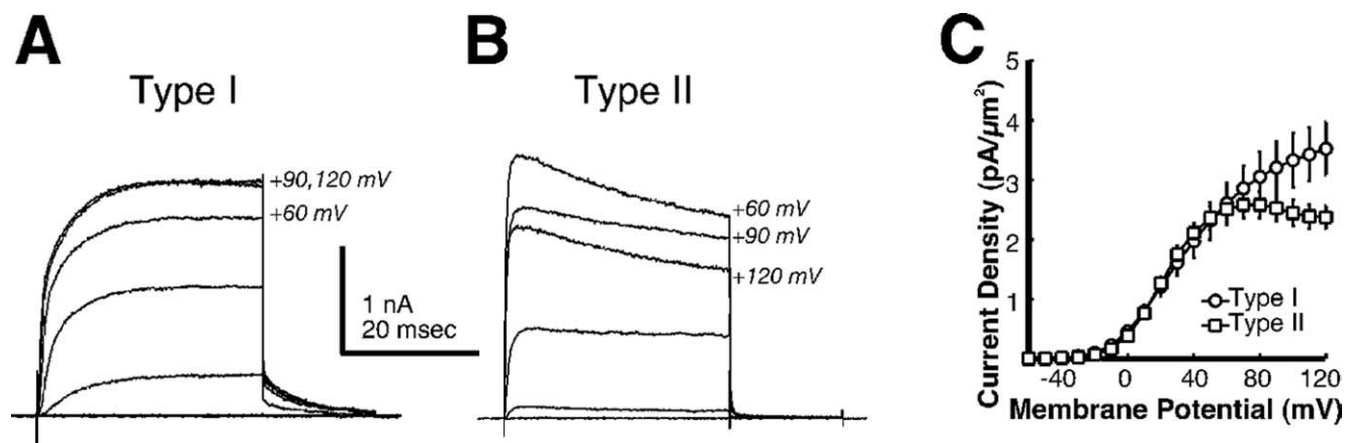 A
Type I
+90,120 mV
+60 mV
1 nA
20 msec
B
Type II
+60 mV
+90 mV
+120 mV
C
Current Density (pA/µm²)
5
4
3
2
1
Type I
Type II
-40
0
40
80
120
Membrane Potential (mV)